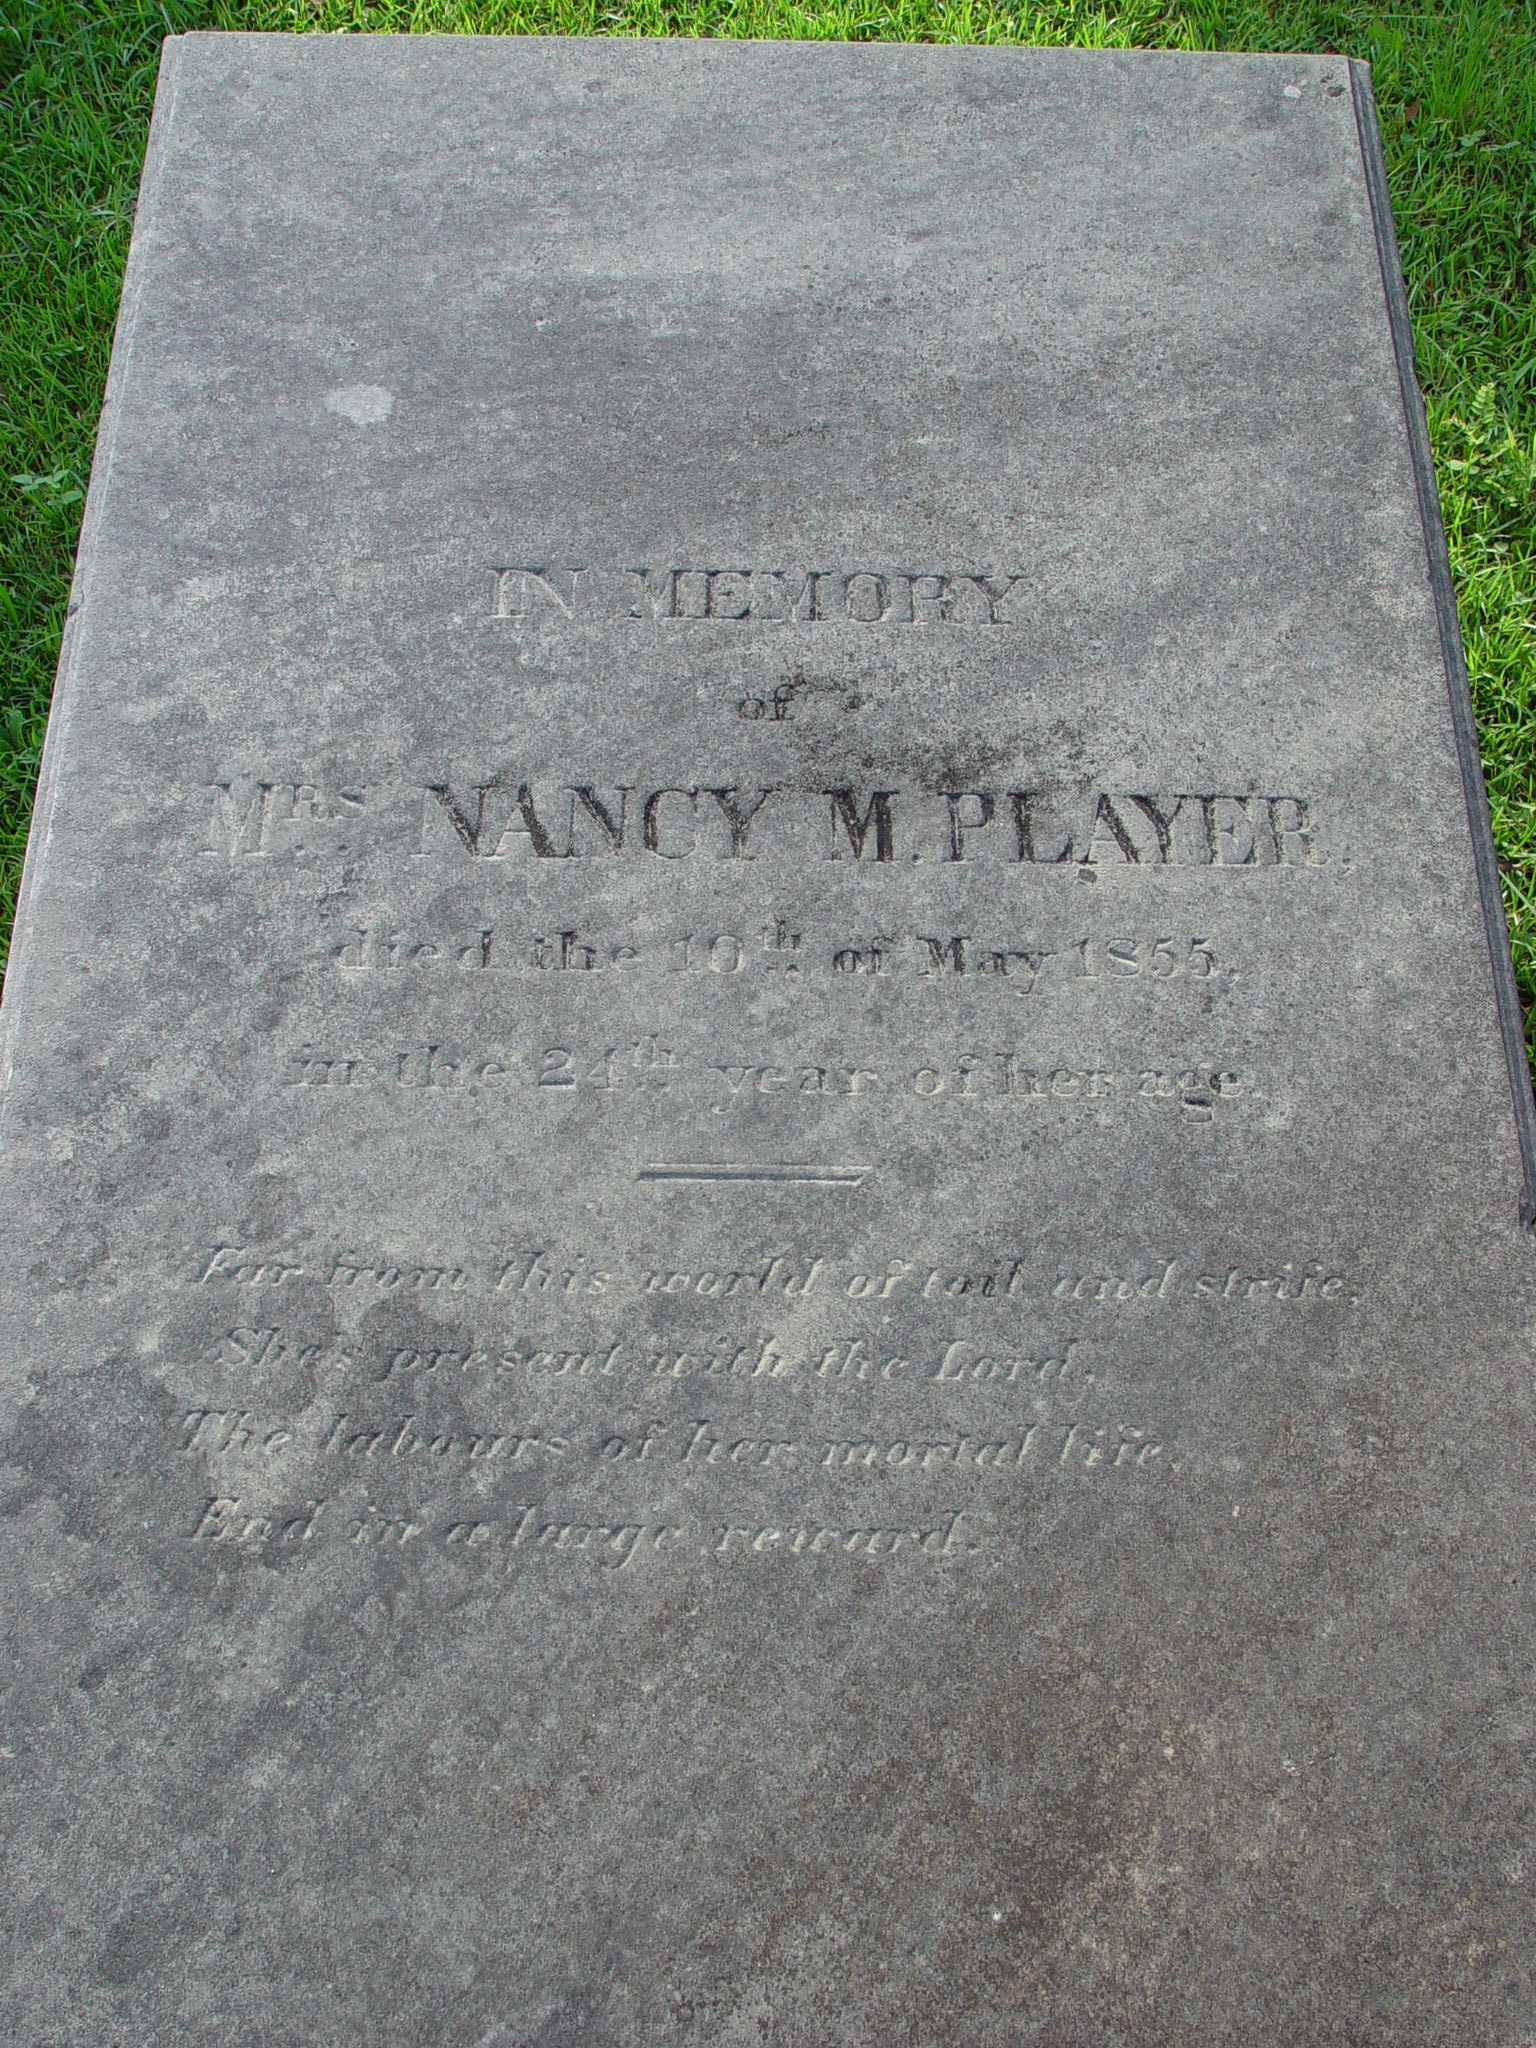 IN MEMORY
of
MRS. NANCY M. PLAYER,
died the 10th of May 1855,
in the 24th year of her age.
Far from this world of toil and strife,
She's present with the Lord,
The labours of her mortal life,
End in a large reward.